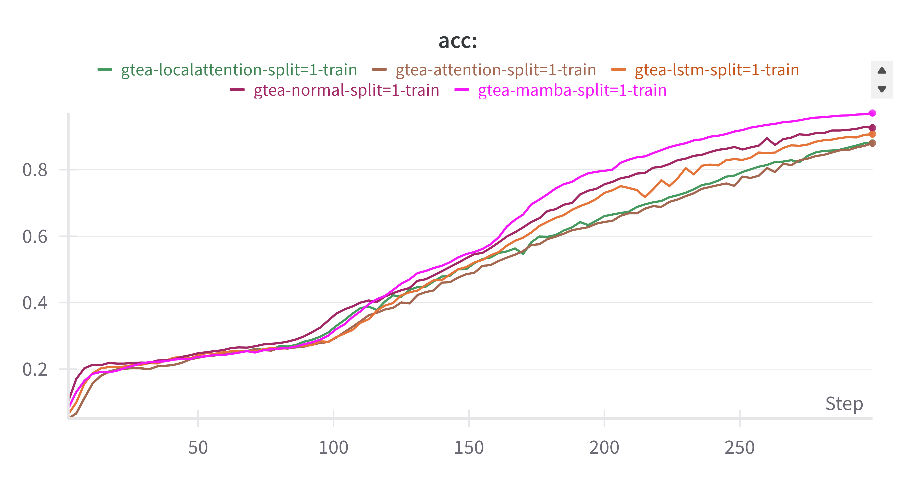 acc:
gtea-localattention-split=1-train gtea-attention-split=1-train gtea-lstm-split=1-train
gtea-normal-split=1-train gtea-mamba-split=1-train
0.8
0.6
0.4
0.2
Step
50 100 150 200 250